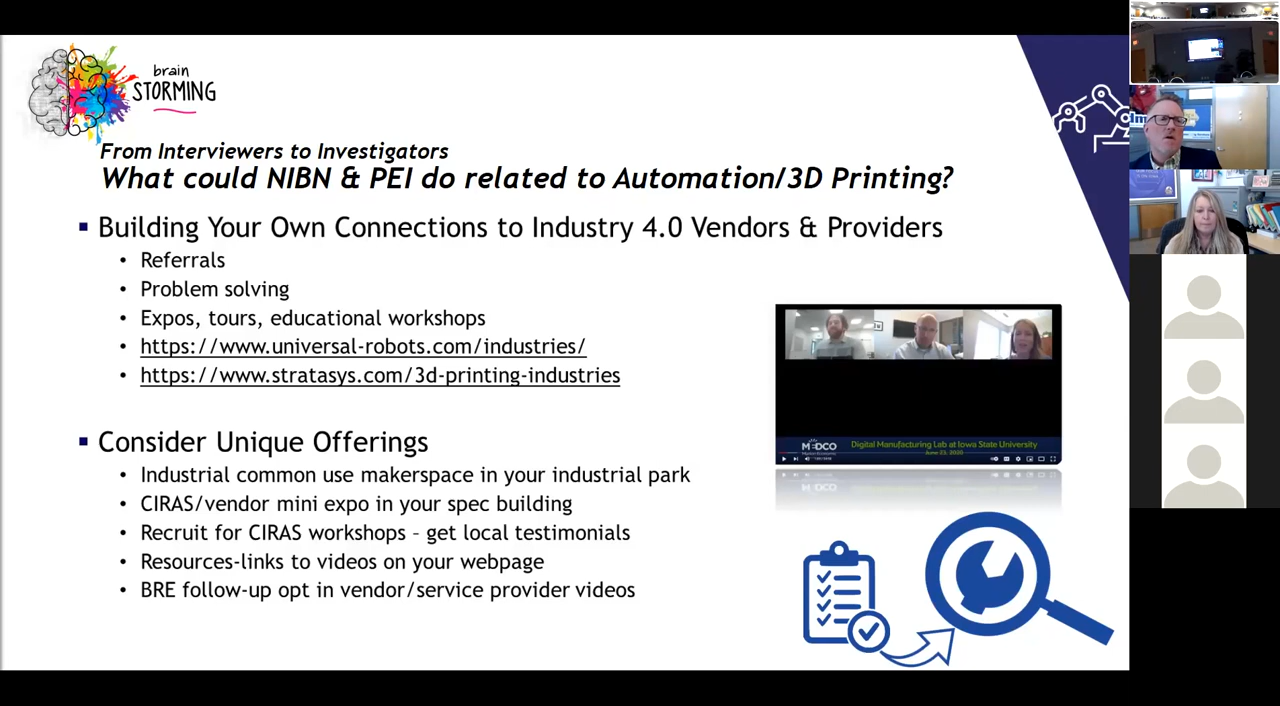 brain
STORMING
From Interviewers to Investigators
What could NIBN & PEI do related to Automation/3D Printing?
▪ Building Your Own Connections to Industry 4.0 Vendors & Providers
• Referrals
• Problem solving
• Expos, tours, educational workshops
• https://www.universal-robots.com/industries/
• https://www.stratasys.com/3d-printing-industries
▪ Consider Unique Offerings
• Industrial common use makerspace in your industrial park
• CIRAS/vendor mini expo in your spec building
• Recruit for CIRAS workshops – get local testimonials
• Resources-links to videos on your webpage
• BRE follow-up opt in vendor/service provider videos
MEDCO
Digital Manufacturing Lab at Iowa State University
June 23, 2020